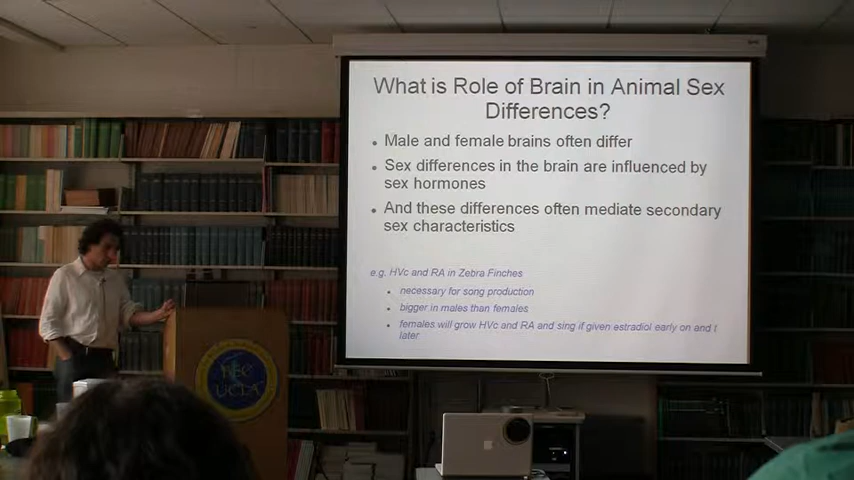 What is Role of Brain in Animal Sex
Differences?
• Male and female brains often differ
• Sex differences in the brain are influenced by
sex hormones
• And these differences often mediate secondary
sex characteristics
e.g. HVc and RA in Zebra Finches
• necessary for song production
• bigger in males than females
• females will grow HVc and RA and sing if given estradiol early on and
later
UCLA